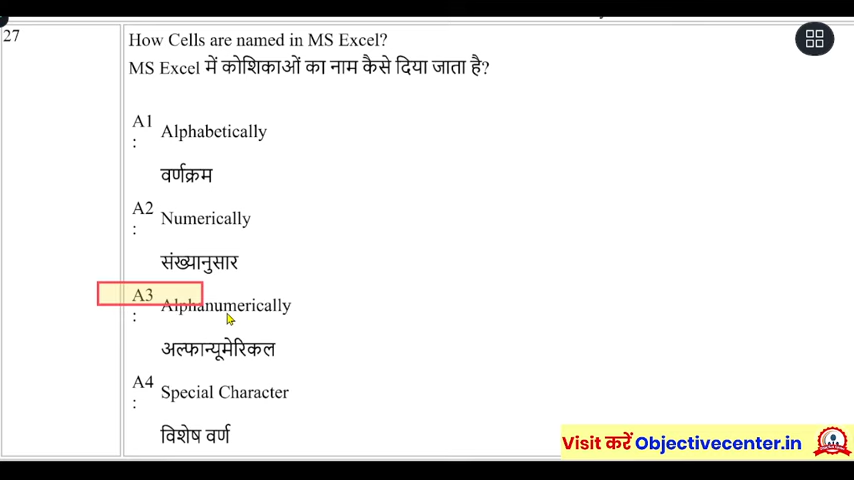 27
How Cells are named in MS Excel?
MS Excel में कोशिकाओं का नाम कैसे दिया जाता है?
A1
:
Alphabetically
वर्णक्रम
A2
:
Numerically
संख्यानुसार
A3
:
Alphanumerically
अल्फान्यूमेरिकल
A4
:
Special Character
विशेष वर्ण
Visit करें Objectivecenter.in